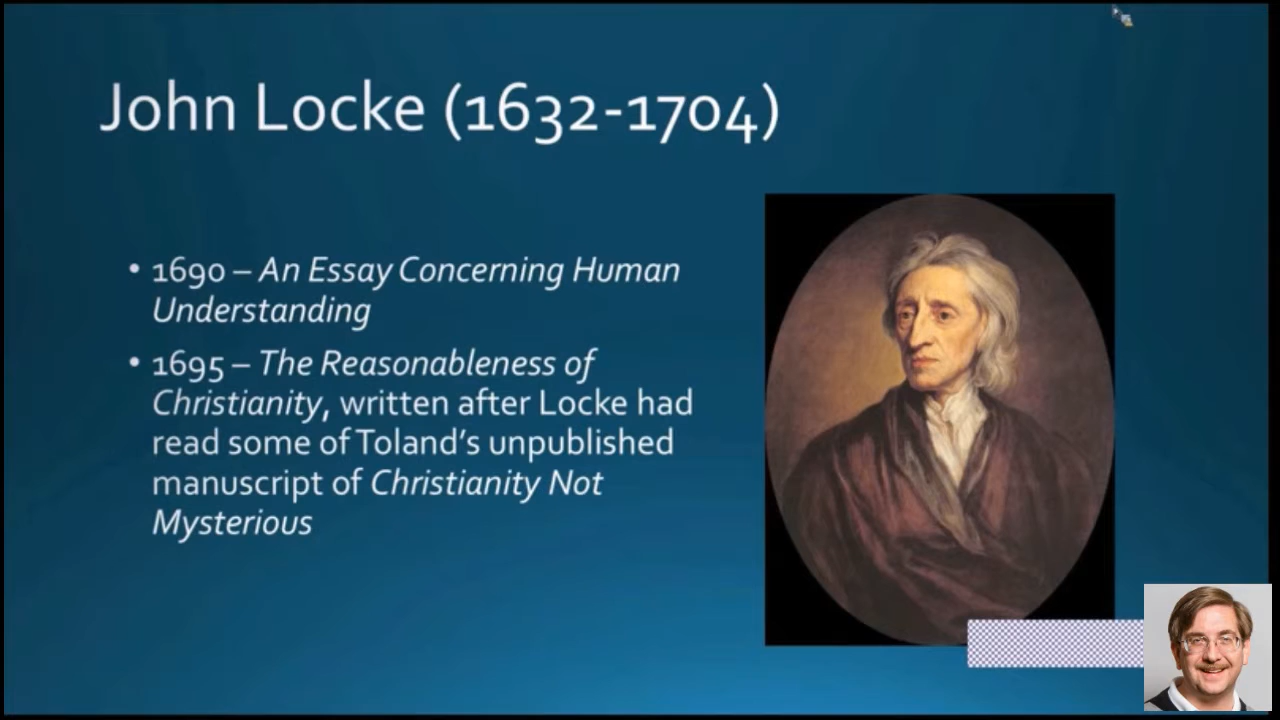 John Locke (1632-1704)
• 1690 – An Essay Concerning Human
Understanding
• 1695 – The Reasonableness of
Christianity, written after Locke had
read some of Toland’s unpublished
manuscript of Christianity Not
Mysterious